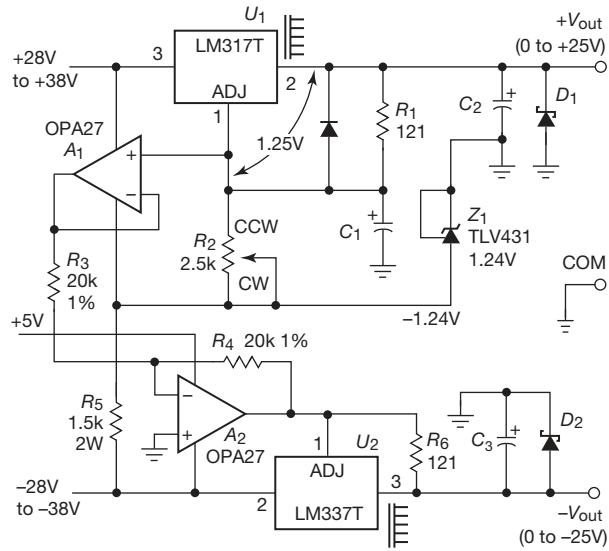 U1
+Vout
(0 to +25V)
+28V
to +38V
3
LM317T
2
ADJ
1
1.25V
OPA27
A1
+
−
R1
121
C2
+
D1
R2
2.5k
CCW
CW
C1
+
Z1
TLV431
1.24V
R3
20k
1%
COM
−1.24V
+5V
R4 20k 1%
R5
1.5k
2W
−
+
A2
OPA27
1
U2
R6
121
C3
+
D2
ADJ
−28V
to −38V
2
LM337T
3
−Vout
(0 to −25V)